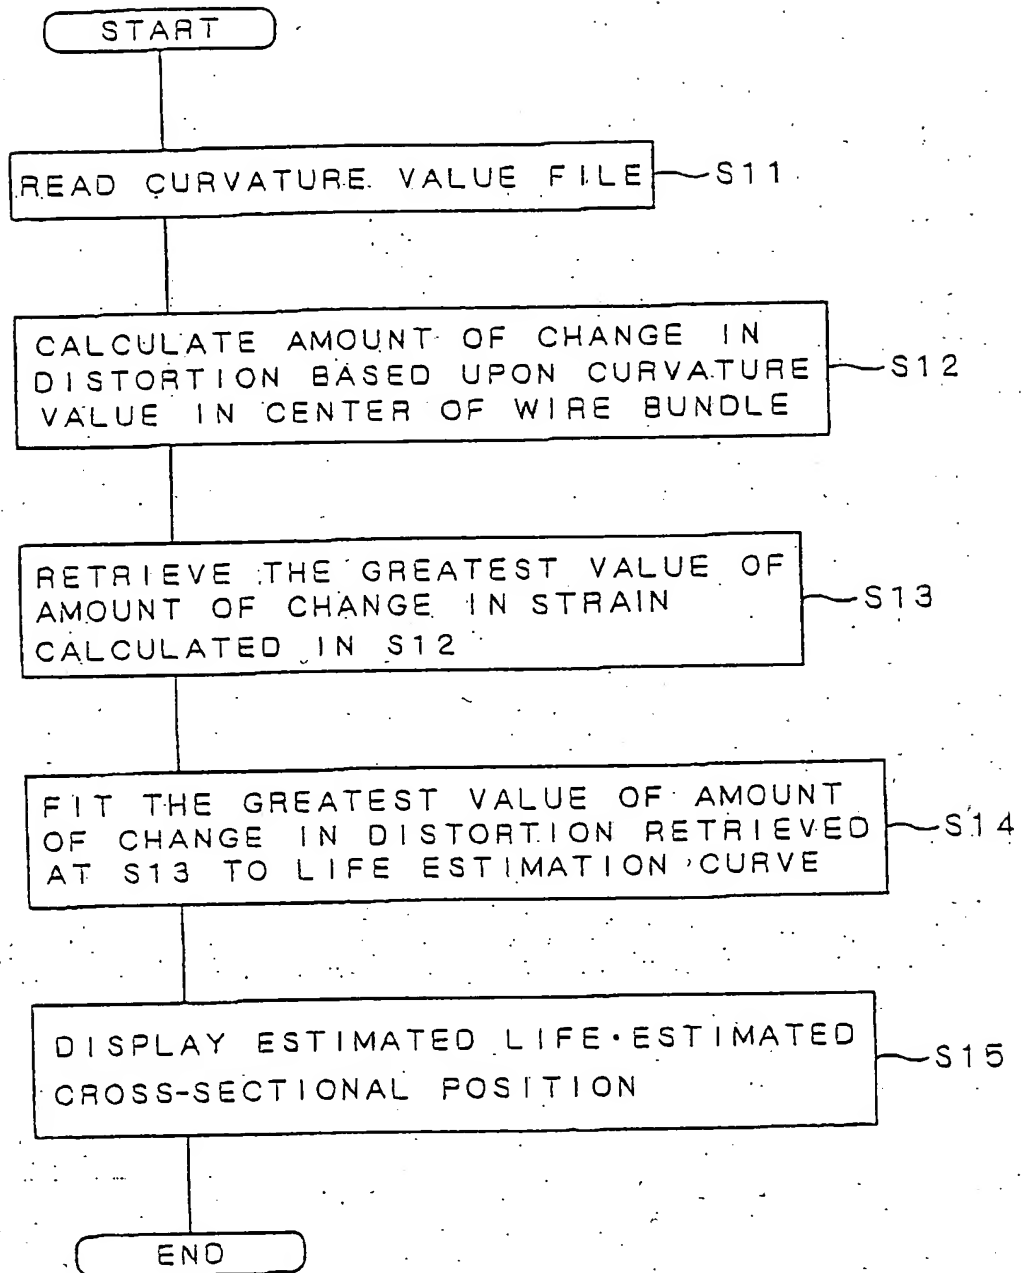 START
READ CURVATURE VALUE FILE
S11
CALCULATE AMOUNT OF CHANGE IN
DISTORTION BASED UPON CURVATURE
VALUE IN CENTER OF WIRE BUNDLE
S12
RETRIEVE THE GREATEST VALUE OF
AMOUNT OF CHANGE IN STRAIN
CALCULATED IN S12
S13
FIT THE GREATEST VALUE OF AMOUNT
OF CHANGE IN DISTORTION RETRIEVED
AT S13 TO LIFE ESTIMATION CURVE
S14
DISPLAY ESTIMATED LIFE·ESTIMATED
CROSS-SECTIONAL POSITION
S15
END